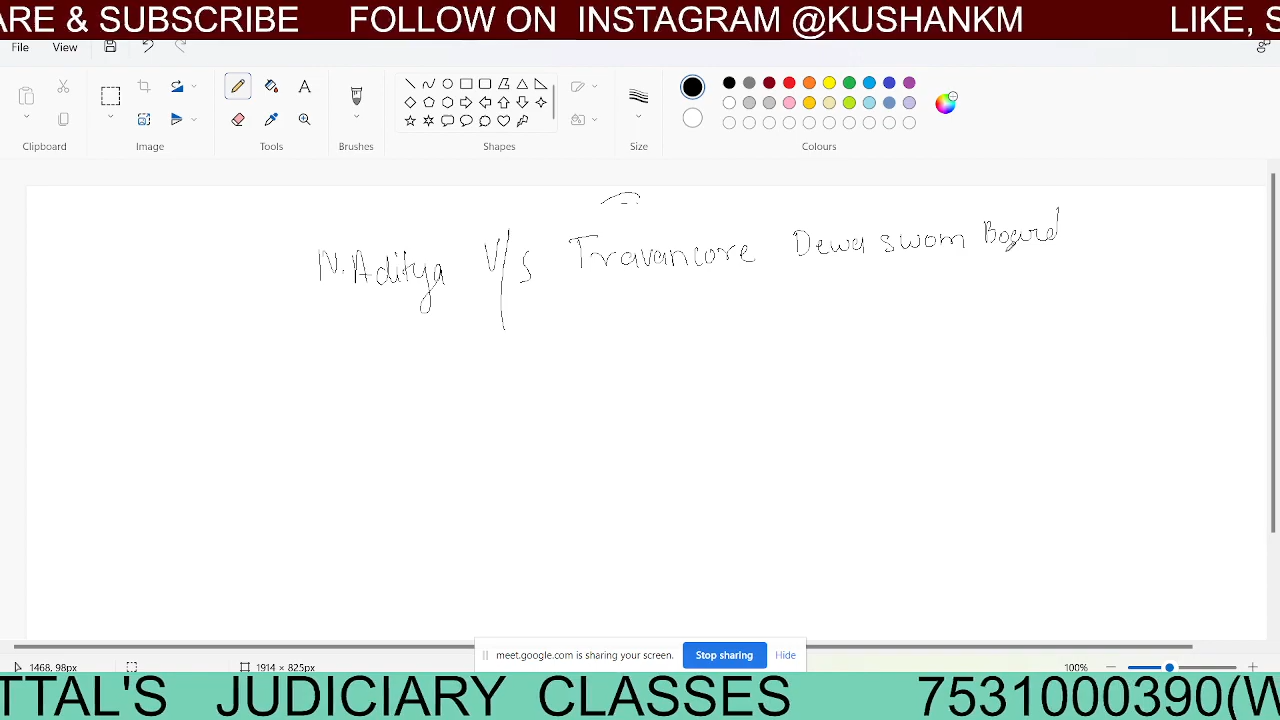 ARE & SUBSCRIBE FOLLOW ON INSTAGRAM @KUSHANKM LIKE, S
File View
Clipboard Image Tools Brushes Shapes Size Colours
N. Aditya V/s Travancore Dewa swom Board
meet.google.com is sharing your screen. Stop sharing Hide
1468, 98px 1914 × 825px 100%
TTAL'S JUDICIARY CLASSES 7531000390(W